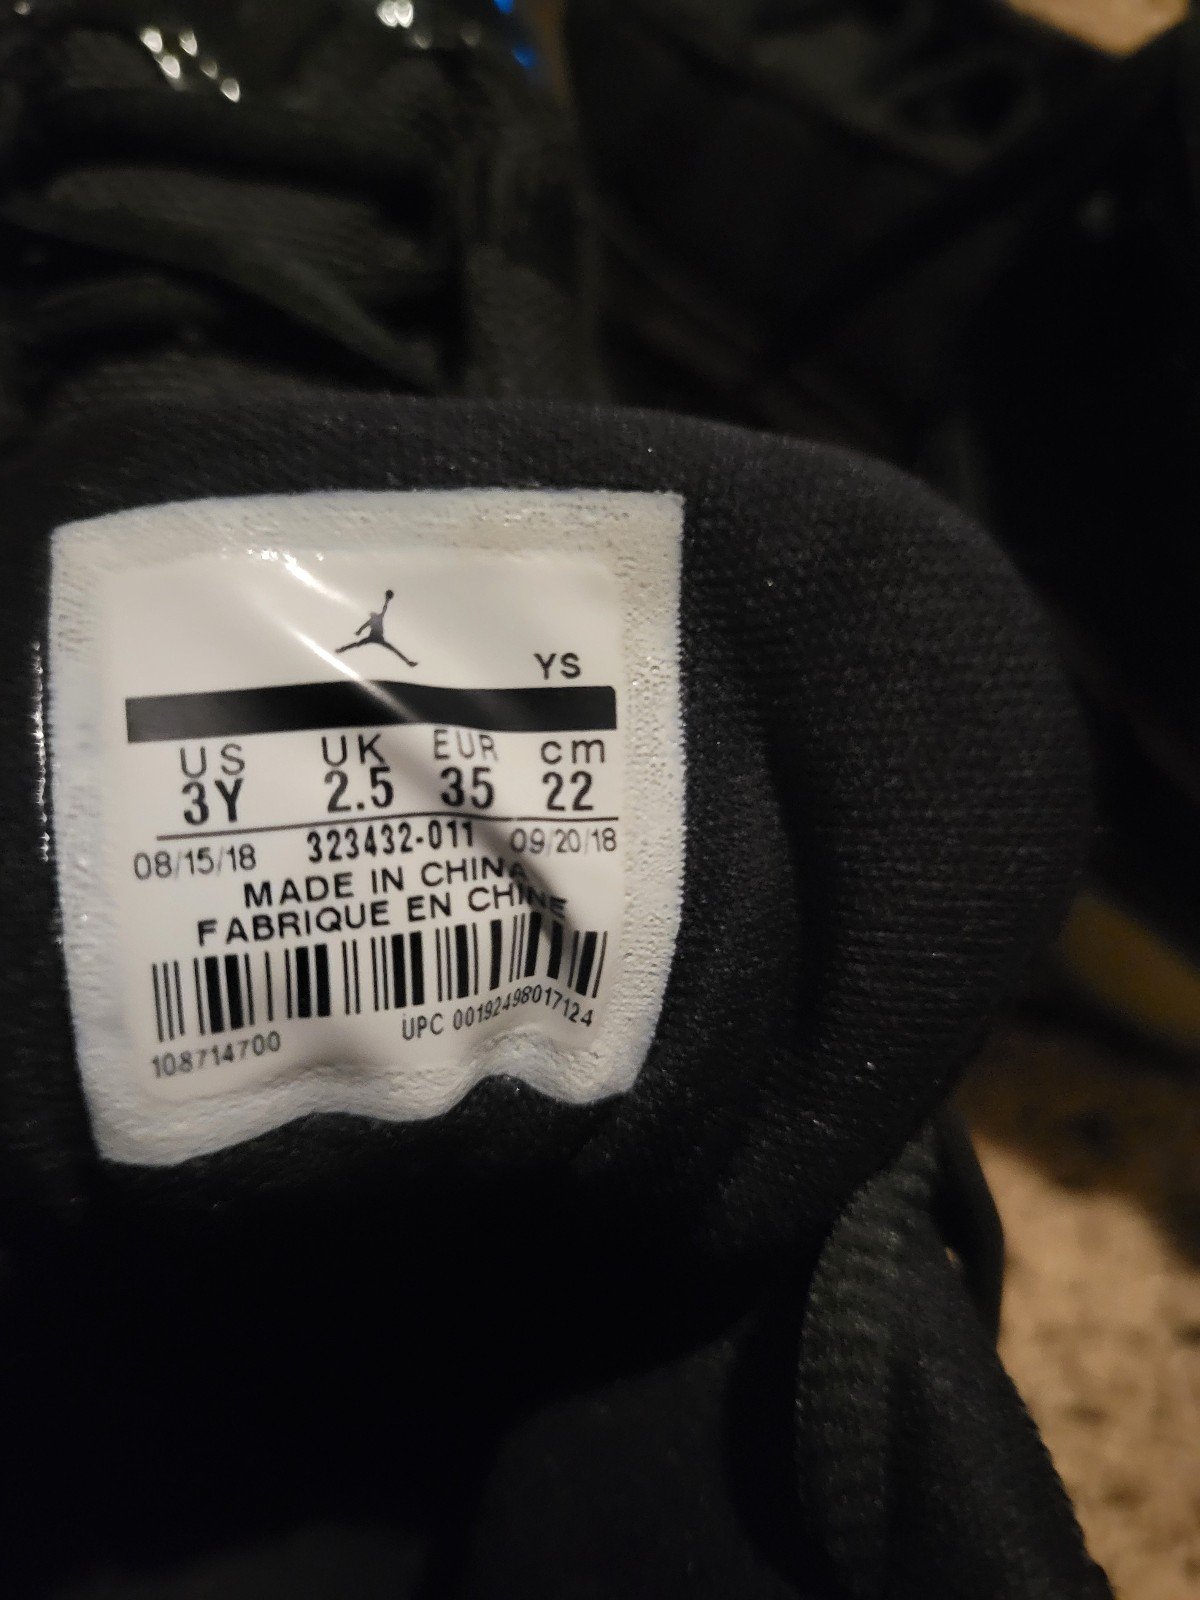 YS
US UK EUR cm
3Y 2.5 35 22
08/15/18 323432-011 09/20/18
MADE IN CHINA
FABRIQUE EN CHINE
108714700 UPC 00192498017124